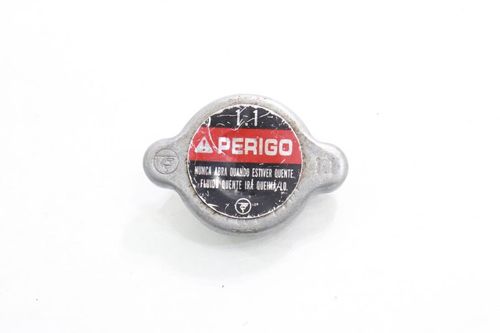 1.1
PERIGO
NUNCA ABRA QUANDO ESTIVER QUENTE.
FLUIDO QUENTE IRÁ QUEIMÁ-LO.